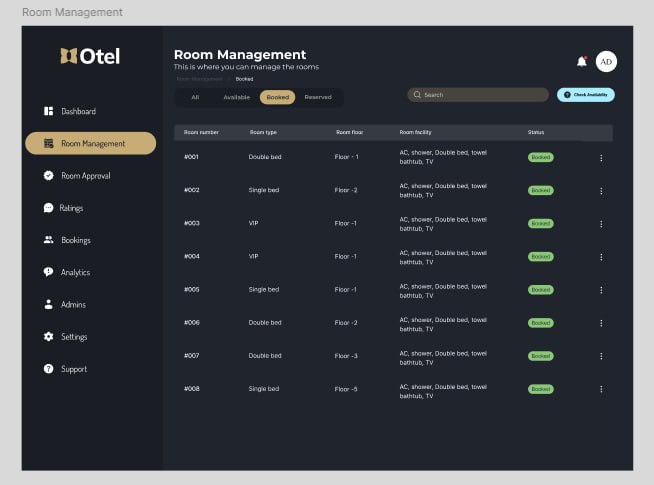 Room Management
Otel
Room Management
This is where you can manage the rooms
Room Management / Booked
AD
All Available Booked Reserved
Search
Check Availability
Dashboard
Room Management
Room Approval
Ratings
Bookings
Analytics
Admins
Settings
Support
Room number Room type Room floor Room facility Status
#001 Double bed Floor - 1 AC, shower, Double bed, towel
bathtub, TV
Booked
#002 Single bed Floor -2 AC, shower, Double bed, towel
bathtub, TV
Booked
#003 VIP Floor -1 AC, shower, Double bed, towel
bathtub, TV
Booked
#004 VIP Floor -1 AC, shower, Double bed, towel
bathtub, TV
Booked
#005 Single bed Floor -1 AC, shower, Double bed, towel
bathtub, TV
Booked
#006 Double bed Floor -2 AC, shower, Double bed, towel
bathtub, TV
Booked
#007 Double bed Floor -3 AC, shower, Double bed, towel
bathtub, TV
Booked
#008 Single bed Floor -5 AC, shower, Double bed, towel
bathtub, TV
Booked